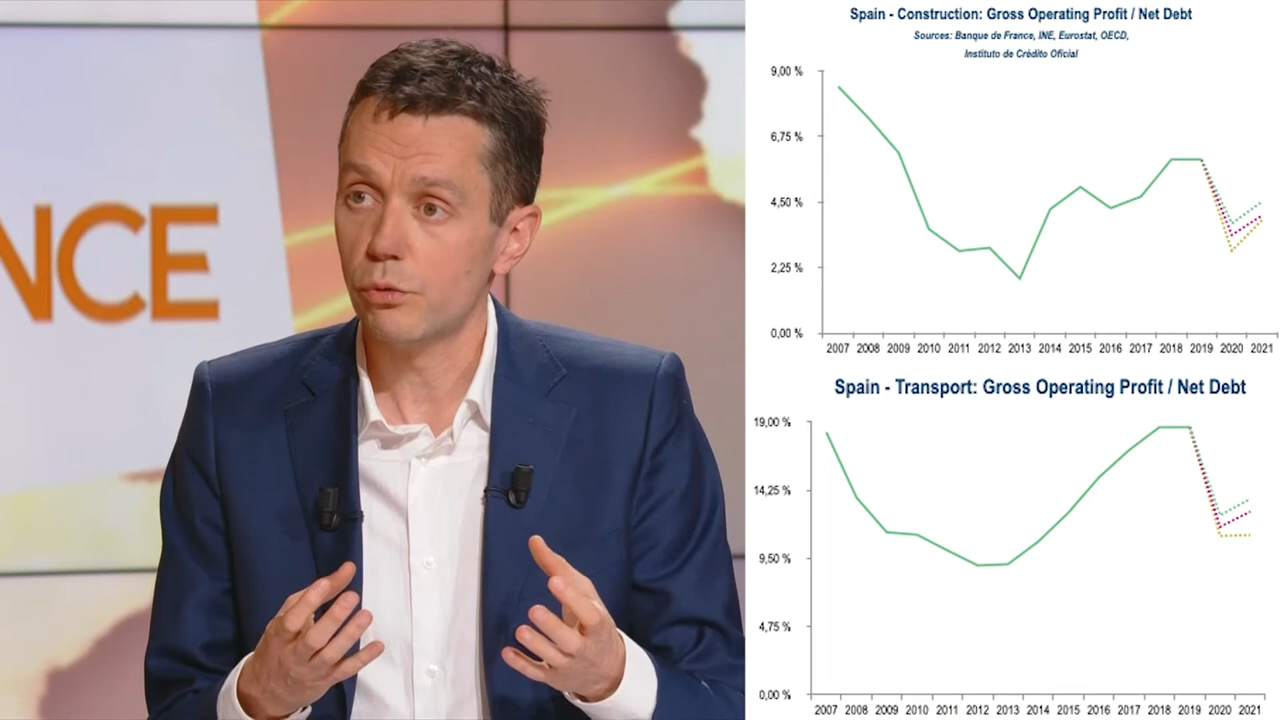 NCE
Spain - Construction: Gross Operating Profit / Net Debt
Sources: Banque de France, INE, Eurostat, OECD,
Instituto de Crédito Oficial
9,00 %
6,75 %
4,50 %
2,25 %
0,00 %
2007 2008 2009 2010 2011 2012 2013 2014 2015 2016 2017 2018 2019 2020 2021
Spain - Transport: Gross Operating Profit / Net Debt
19,00 %
14,25 %
9,50 %
4,75 %
0,00 %
2007 2008 2009 2010 2011 2012 2013 2014 2015 2016 2017 2018 2019 2020 2021